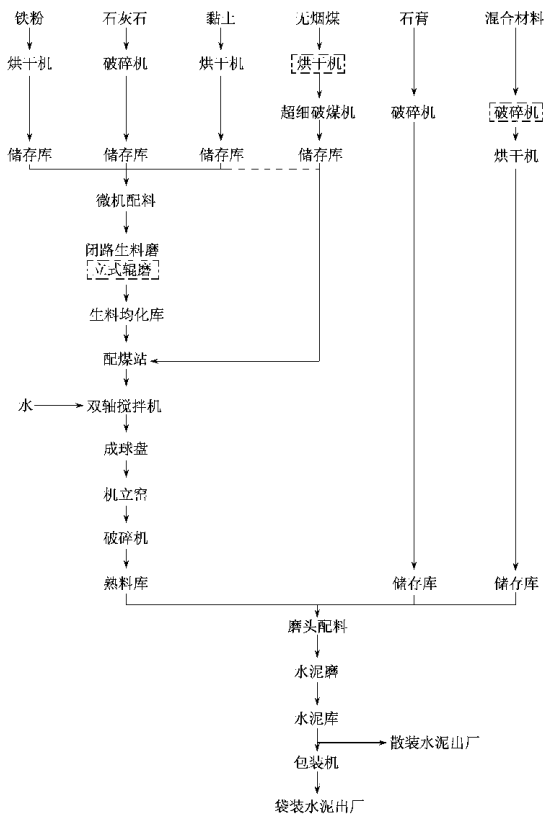 铁粉 石灰石 黏土 无烟煤 石膏 混合材料
烘干机 破碎机 烘干机 烘干机
超细破煤机 破碎机 破碎机
储存库 储存库 储存库 储存库 烘干机
微机配料
闭路生料磨
立式辊磨
生料均化库
配煤站
水 双轴搅拌机
成球盘
机立窑
破碎机
熟料库 储存库 储存库
磨头配料
水泥磨
水泥库
散装水泥出厂
包装机
袋装水泥出厂